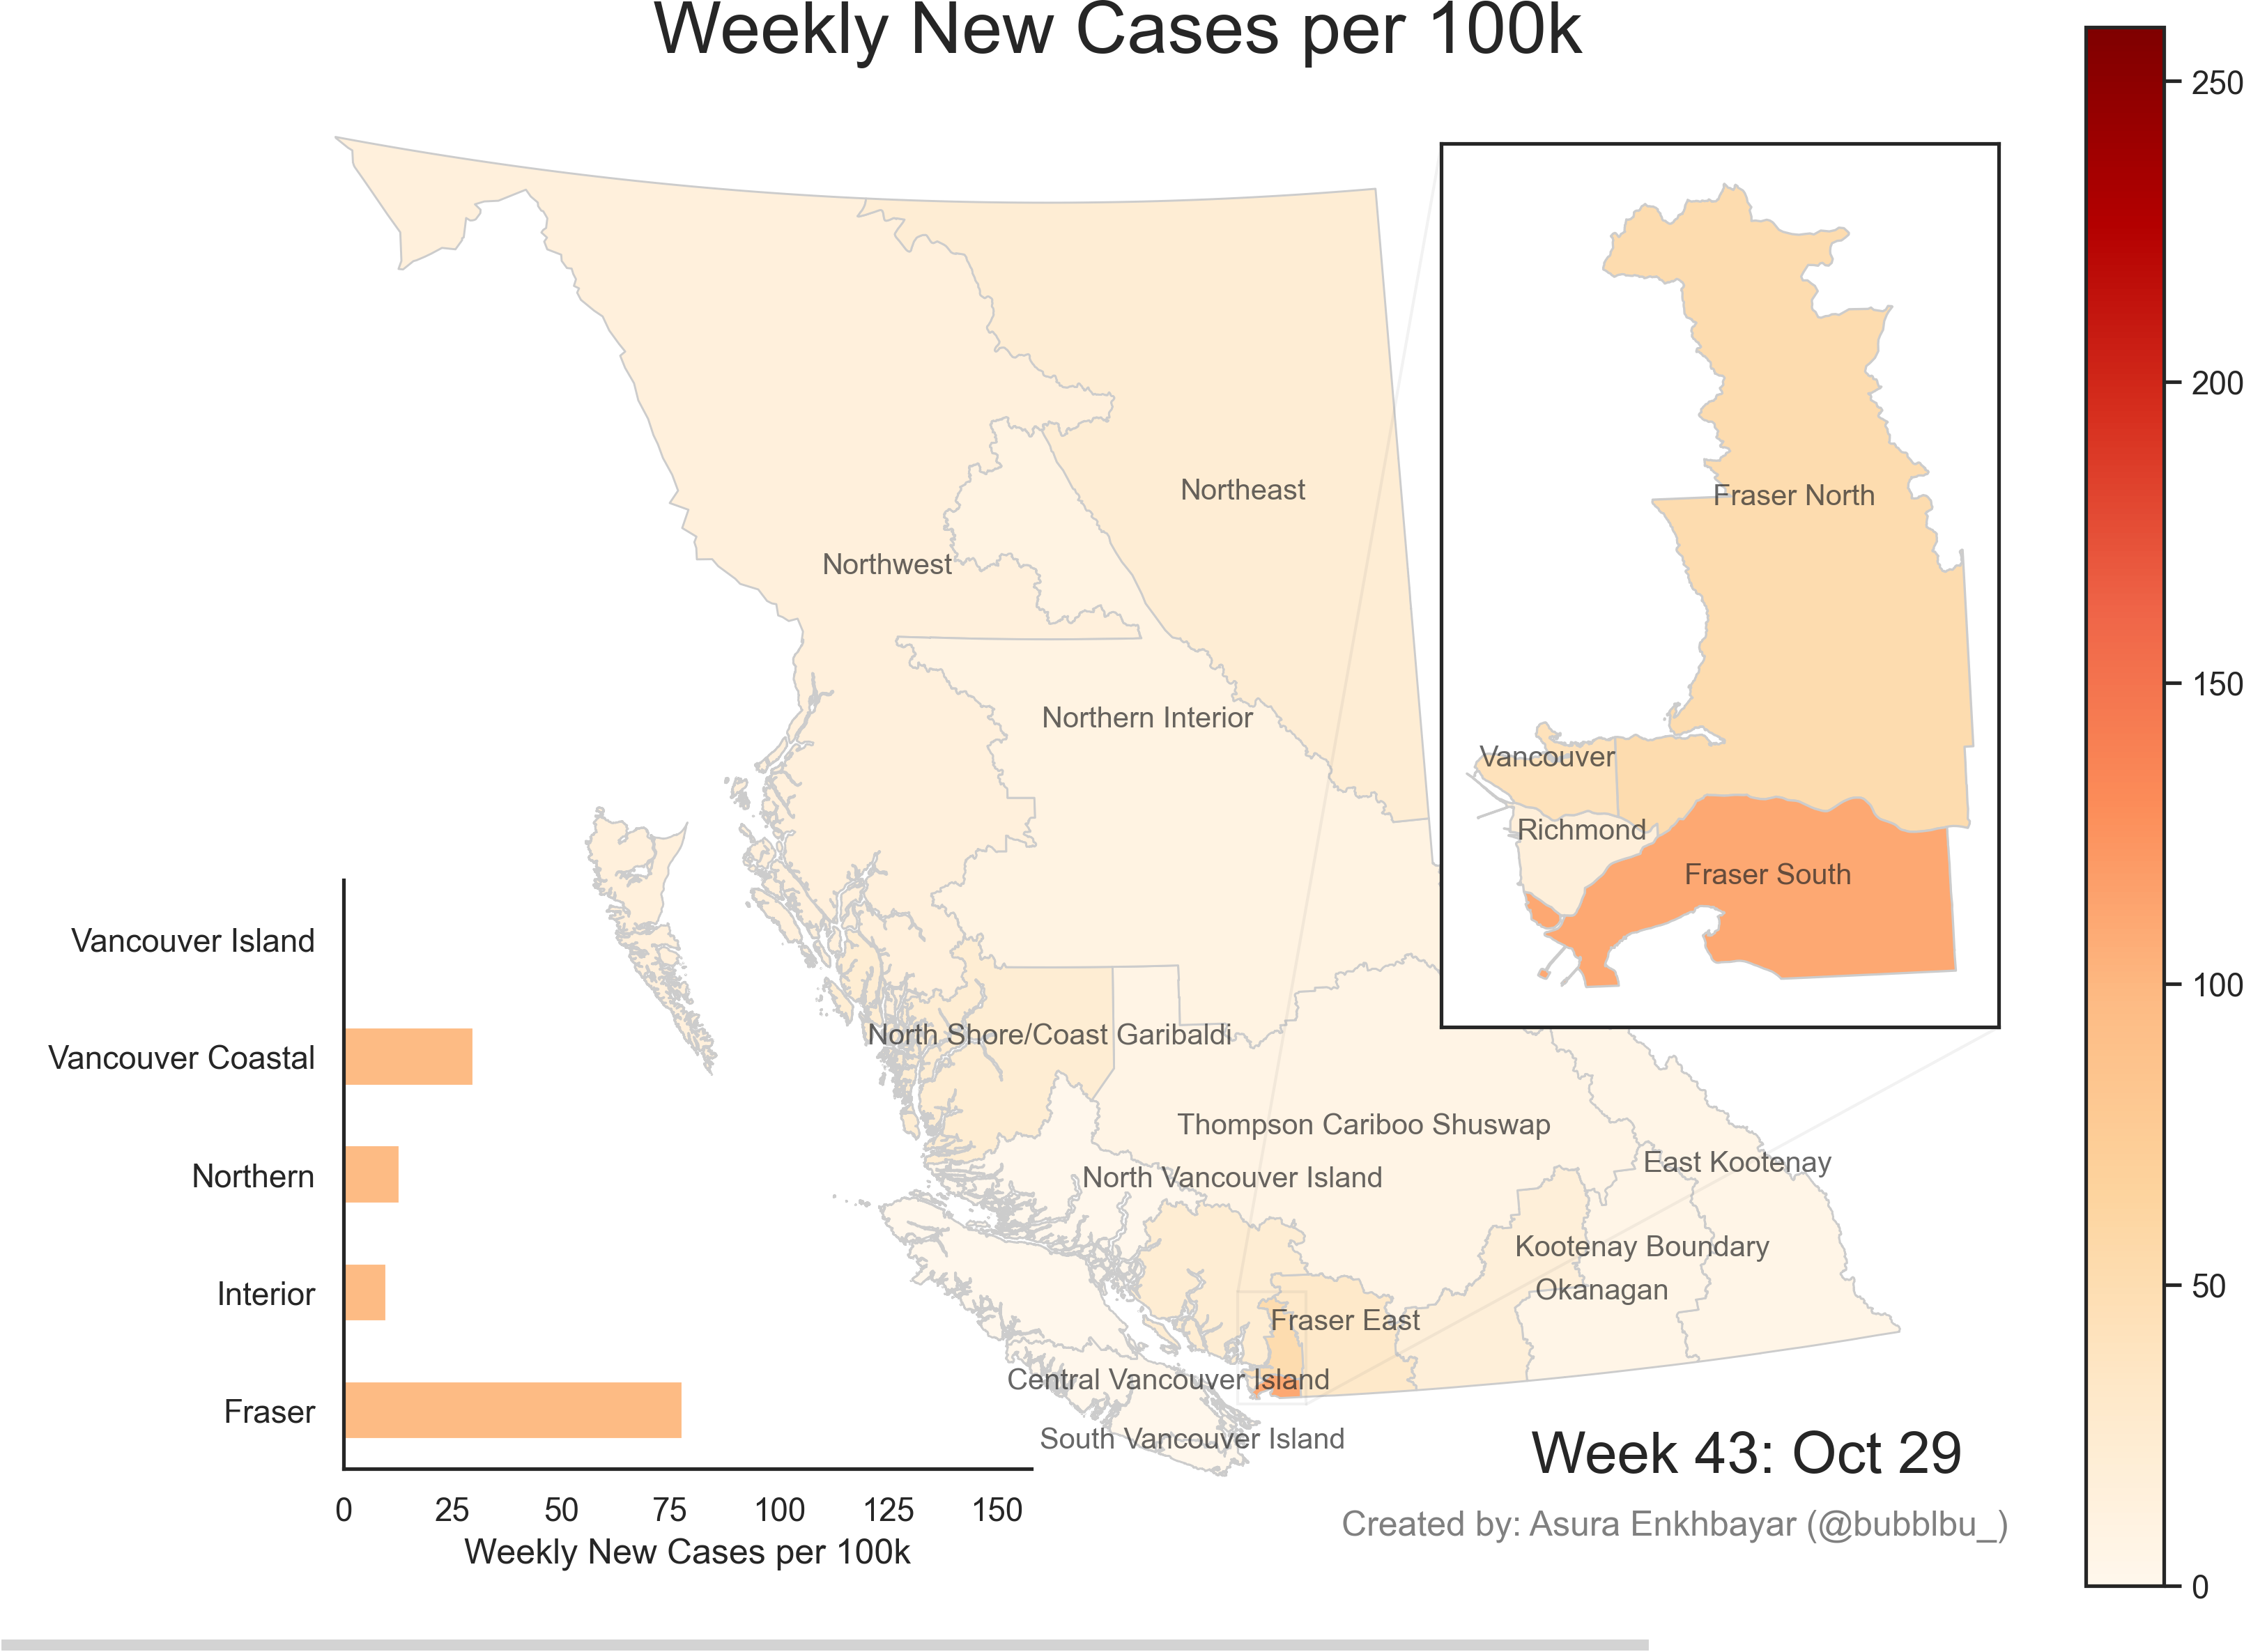 Weekly New Cases per 100k
250
200
150
100
50
0
Northeast
Northwest
Northern Interior
North Shore/Coast Garibaldi
Thompson Cariboo Shuswap
North Vancouver Island
East Kootenay
Kootenay Boundary
Okanagan
Fraser East
Central Vancouver Island
South Vancouver Island
Fraser North
Vancouver
Richmond
Fraser South
Vancouver Island
Vancouver Coastal
Northern
Interior
Fraser
0 25 50 75 100 125 150
Weekly New Cases per 100k
Week 43: Oct 29
Created by: Asura Enkhbayar (@bubblbu_)